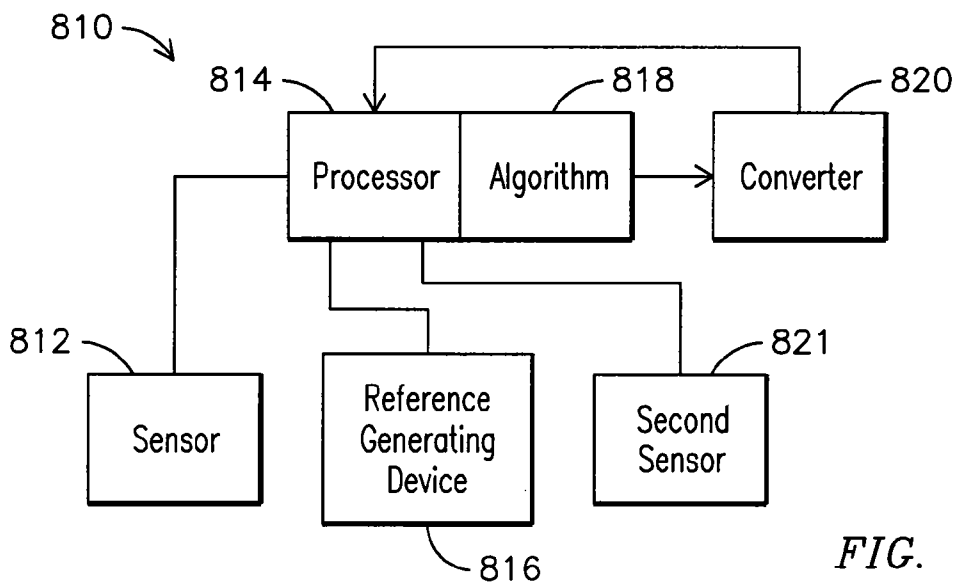 810
814
818
820
Processor
Algorithm
Converter
812
821
Sensor
Reference
Generating
Device
Second
Sensor
816
FIG.